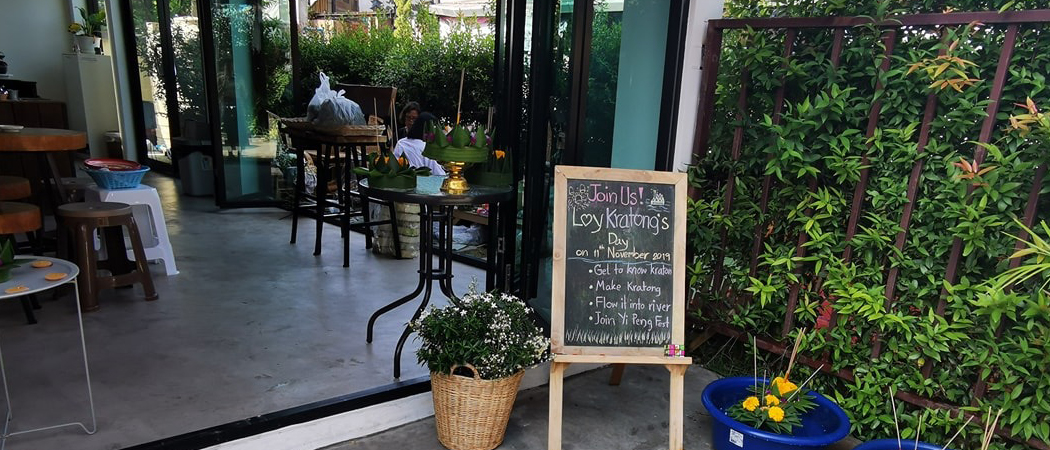 Join Us!
Loy Kratong's
Day
on 11th November 2019
• Get to know kraton
• Make Kratong
• Flow it into river
• Join Yi Peng Fest